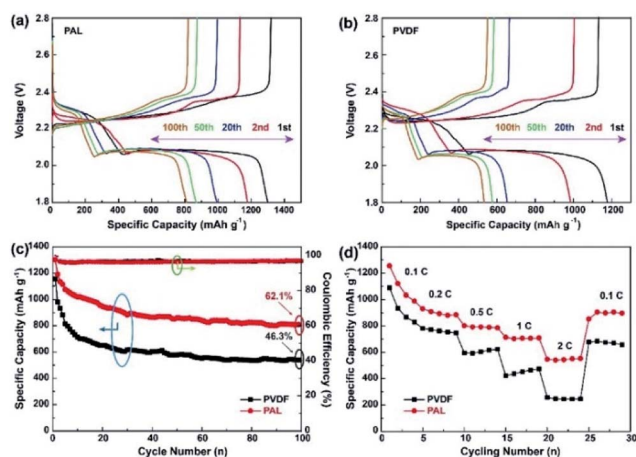 (a)
PAL
2.8
2.6
2.4
2.2
2.0
1.8
Voltage (V)
100th 50th 20th 2nd 1st
0 200 400 600 800 1000 1200 1400
Specific Capacity (mAh g⁻¹)
(b)
PVDF
2.8
2.6
2.4
2.2
2.0
1.8
Voltage (V)
100th 50th 20th 2nd 1st
0 200 400 600 800 1000 1200
Specific Capacity (mAh g⁻¹)
(c)
1400
1200
1000
800
600
400
200
0
Specific Capacity (mAh g⁻¹)
100
80
60
40
20
0
Coulombic Efficiency (%)
62.1%
46.3%
PVDF
PAL
0 20 40 60 80 100
Cycle Number (n)
(d)
1400
1200
1000
800
600
400
200
0
Specific Capacity (mAh g⁻¹)
0.1 C
0.2 C
0.5 C
1 C
2 C
0.1 C
PVDF
PAL
0 5 10 15 20 25 30
Cycling Number (n)